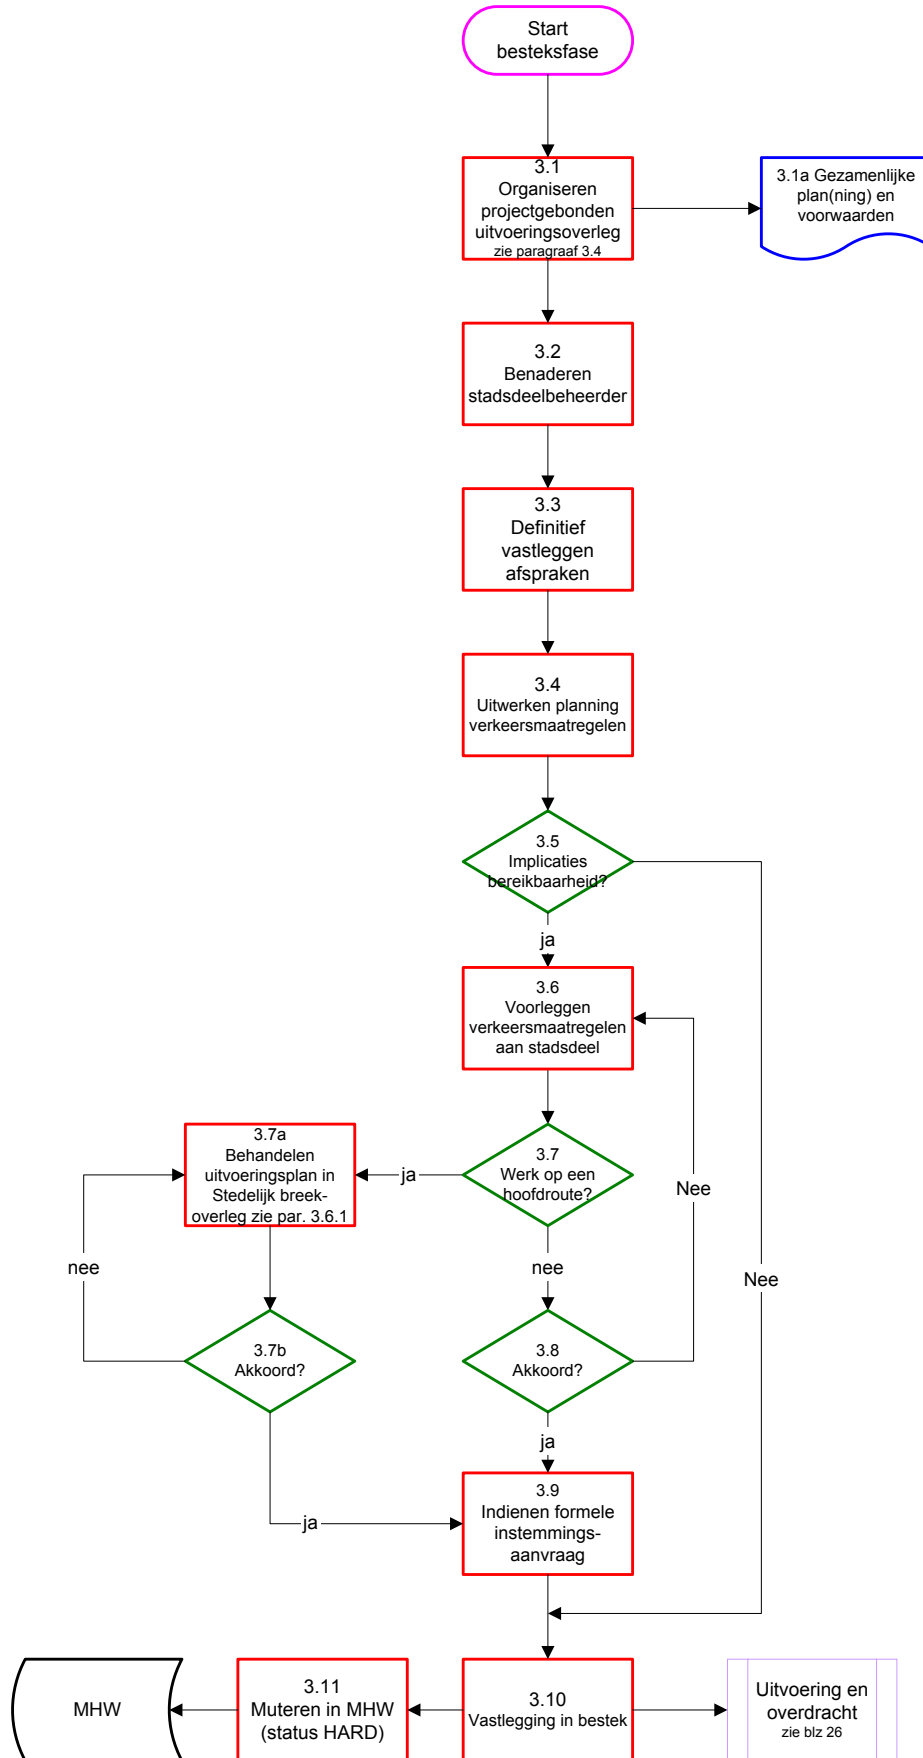 Start
besteksfase
3.1
Organiseren
projectgebonden
uitvoeringsoverleg
zie paragraaf 3.4
3.1a Gezamenlijke
plan(ning) en
voorwaarden
3.2
Benaderen
stadsdeelbeheerder
3.3
Definitief
vastleggen
afspraken
3.4
Uitwerken planning
verkeersmaatregelen
3.5
Implicaties
bereikbaarheid?
ja
3.6
Voorleggen
verkeersmaatregelen
aan stadsdeel
3.7a
Behandelen
uitvoeringsplan in
Stedelijk breek-
overleg zie par. 3.6.1
ja
3.7
Werk op een
hoofdroute?
Nee
nee
nee
Nee
3.7b
Akkoord?
3.8
Akkoord?
ja
ja
3.9
Indienen formele
instemmings-
aanvraag
MHW
3.11
Muteren in MHW
(status HARD)
3.10
Vastlegging in bestek
Uitvoering en
overdracht
zie blz 26